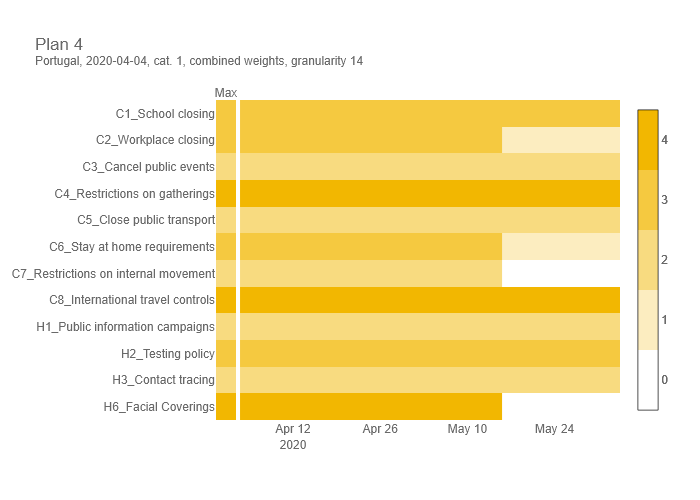 Plan 4
Portugal, 2020-04-04, cat. 1, combined weights, granularity 14
Max
C1_School closing
C2_Workplace closing
C3_Cancel public events
C4_Restrictions on gatherings
C5_Close public transport
C6_Stay at home requirements
C7_Restrictions on internal movement
C8_International travel controls
H1_Public information campaigns
H2_Testing policy
H3_Contact tracing
H6_Facial Coverings
Apr 12
2020
Apr 26
May 10
May 24
4
3
2
1
0